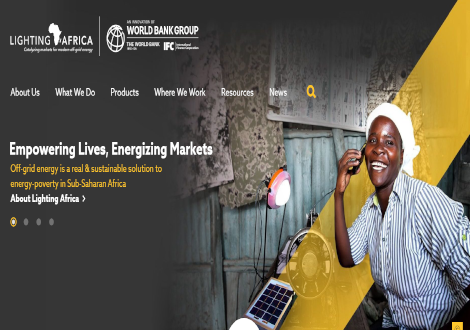 LIGHTING AFRICA
Catalyzing markets for modern off-grid energy
AN INNOVATION OF
WORLD BANK GROUP
THE WORLD BANK
IFC International Finance Corporation
About Us What We Do Products Where We Work Resources News
Empowering Lives, Energizing Markets
Off-grid energy is a real & sustainable solution to
energy-poverty in Sub-Saharan Africa
About Lighting Africa >